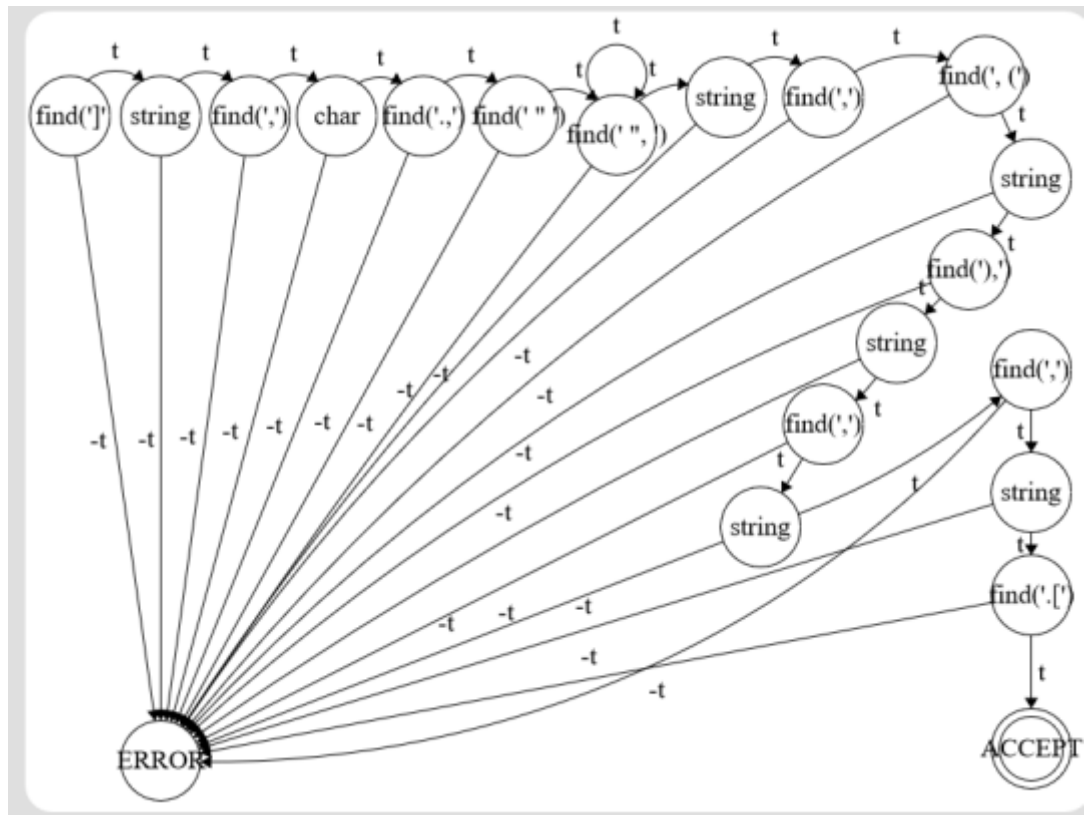 t t t t t t t t
t t
find(']' string find(',') char find('.,') find(' " ') find(' ", ') string find(',') find(', (')
t
string
t
find('),')
t
string
find(',')
t
find(',')
t
t
string
string
t
t
find('.[')
-t -t -t -t -t -t -t -t -t -t -t -t -t -t -t -t -t
t
ERROR
ACCEPT